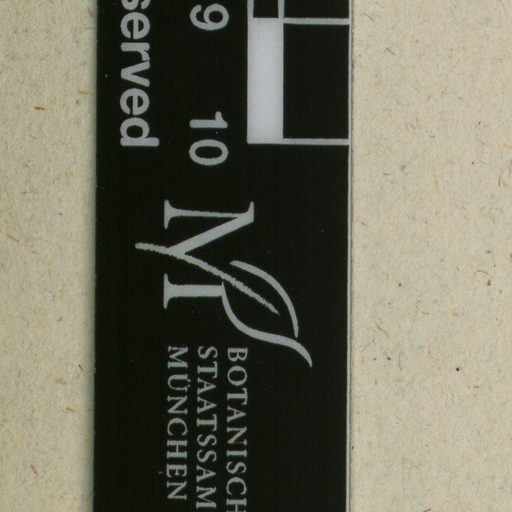 served
9 10
BOTANISCH
STAATSSAM
MÜNCHEN